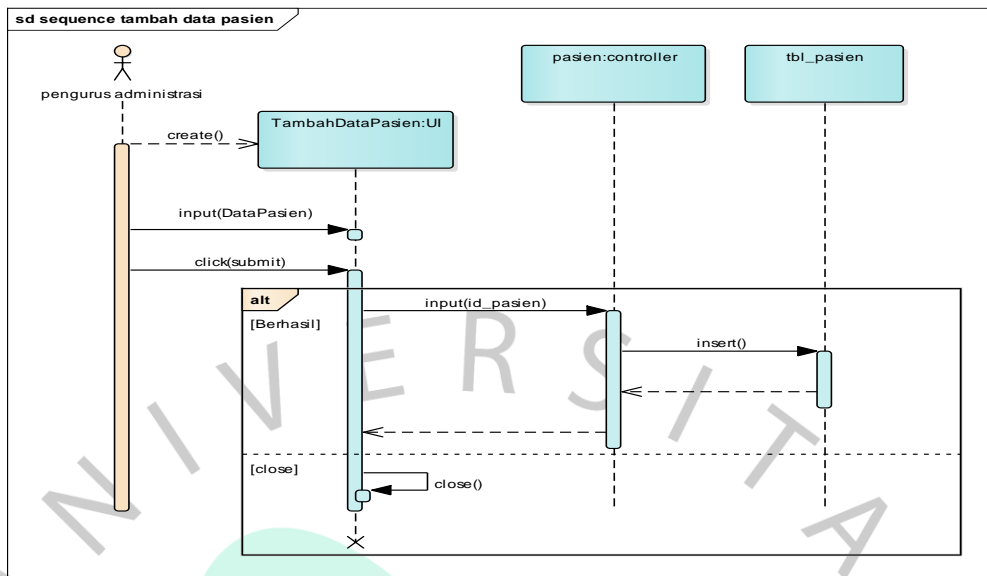 sd sequence tambah data pasien
pengurus administrasi
TambahDataPasien:UI
pasien:controller
tbl_pasien
create()
input(DataPasien)
click(submit)
alt
[Berhasil]
input(id_pasien)
insert()
[close]
close()
NIVERSITA